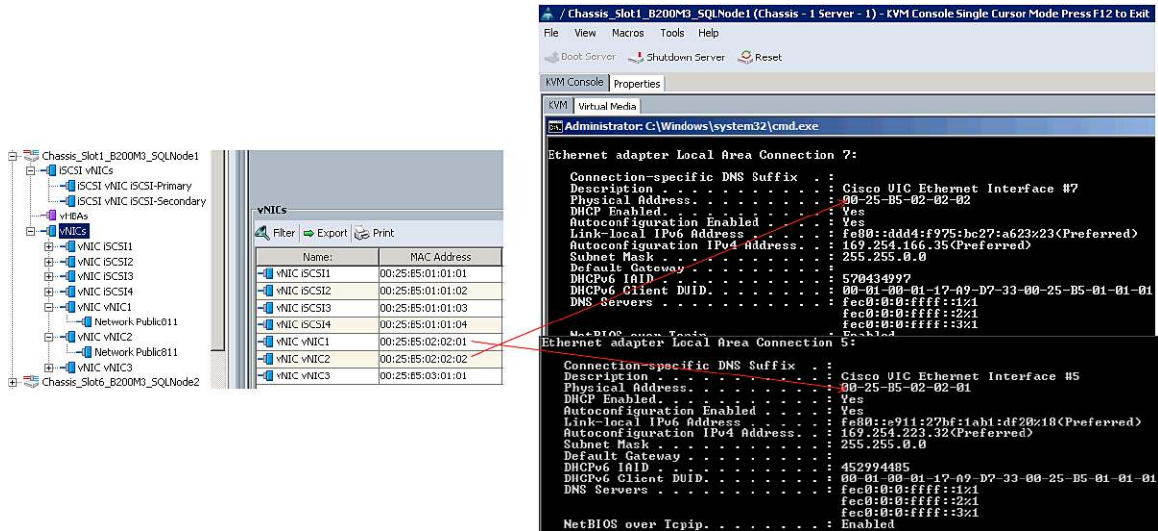 Chassis_Slot1_B200M3_SQLNode1
iSCSI vNICs
iSCSI vNIC iSCSI-Primary
iSCSI vNIC iSCSI-Secondary
vHBAs
vNICs
vNIC iSCSI1
vNIC iSCSI2
vNIC iSCSI3
vNIC iSCSI4
vNIC vNIC1
Network Public811
vNIC vNIC2
Network Public811
vNIC vNIC3
Chassis_Slot6_B200M3_SQLNode2
vNICs
Filter Export Print
Name: MAC Address
vNIC iSCSI1 00:25:B5:01:01:01
vNIC iSCSI2 00:25:B5:01:01:02
vNIC iSCSI3 00:25:B5:01:01:03
vNIC iSCSI4 00:25:B5:01:01:04
vNIC vNIC1 00:25:B5:02:02:01
vNIC vNIC2 00:25:B5:02:02:02
vNIC vNIC3 00:25:B5:03:01:01
/ Chassis_Slot1_B200M3_SQLNode1 (Chassis - 1 Server - 1) - KVM Console Single Cursor Mode Press F12 to Exit
File View Macros Tools Help
Boot Server Shutdown Server Reset
KVM Console Properties
KVM Virtual Media
Administrator: C:\Windows\system32\cmd.exe
Ethernet adapter Local Area Connection 7:
Connection-specific DNS Suffix . :
Description . . . . . . . . . . . : Cisco VIC Ethernet Interface #7
Physical Address. . . . . . . . . : 00-25-B5-02-02-02
DHCP Enabled. . . . . . . . . . . : Yes
Autoconfiguration Enabled . . . . : Yes
Link-local IPv6 Address . . . . . : fe80::ddd4:f975:bc27:a623%23(Preferred)
Autoconfiguration IPv4 Address. . : 169.254.166.35(Preferred)
Subnet Mask . . . . . . . . . . . : 255.255.0.0
Default Gateway . . . . . . . . . :
DHCPv6 IAID . . . . . . . . . . . : 570434997
DHCPv6 Client DUID. . . . . . . . : 00-01-00-01-17-A9-D7-33-00-25-B5-01-01-01
DNS Servers . . . . . . . . . . . : fec0:0:0:ffff::1%1
fec0:0:0:ffff::2%1
fec0:0:0:ffff::3%1
NetBIOS over Tcpip. . . . . . . . : Enabled
Ethernet adapter Local Area Connection 5:
Connection-specific DNS Suffix . :
Description . . . . . . . . . . . : Cisco VIC Ethernet Interface #5
Physical Address. . . . . . . . . : 00-25-B5-02-02-01
DHCP Enabled. . . . . . . . . . . : Yes
Autoconfiguration Enabled . . . . : Yes
Link-local IPv6 Address . . . . . : fe80::e911:27bf:1ab1:df20%18(Preferred)
Autoconfiguration IPv4 Address. . : 169.254.223.32(Preferred)
Subnet Mask . . . . . . . . . . . : 255.255.0.0
Default Gateway . . . . . . . . . :
DHCPv6 IAID . . . . . . . . . . . : 452994485
DHCPv6 Client DUID. . . . . . . . : 00-01-00-01-17-A9-D7-33-00-25-B5-01-01-01
DNS Servers . . . . . . . . . . . : fec0:0:0:ffff::1%1
fec0:0:0:ffff::2%1
fec0:0:0:ffff::3%1
NetBIOS over Tcpip. . . . . . . . : Enabled